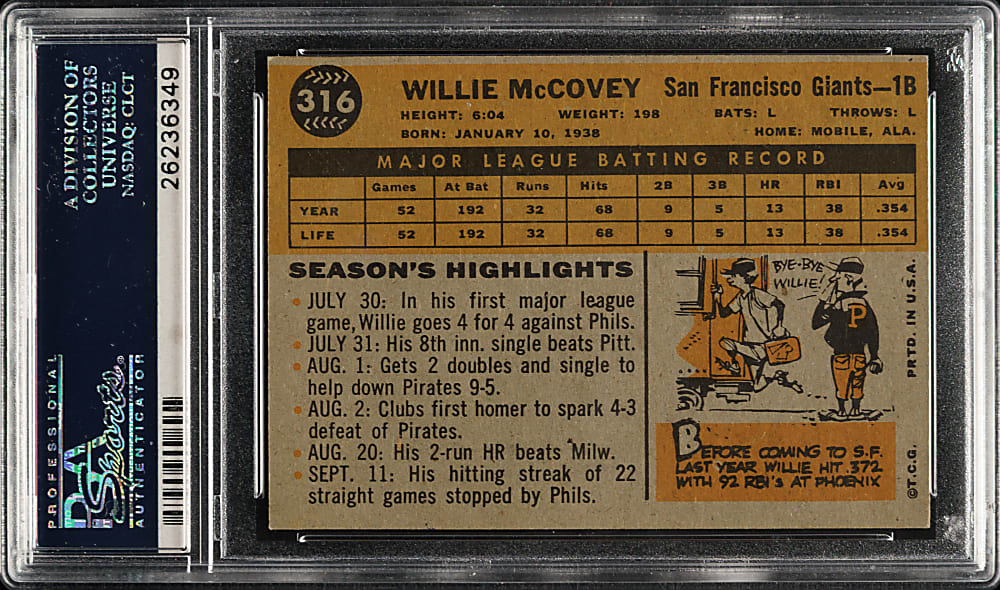 A DIVISION OF
COLLECTORS
UNIVERSE
NASDAQ: CLCT
26236349
PROFESSIONAL
PSA
Sports
AUTHENTICATOR
316
WILLIE McCOVEY San Francisco Giants—1B
HEIGHT: 6:04 WEIGHT: 198 BATS: L THROWS: L
BORN: JANUARY 10, 1938 HOME: MOBILE, ALA.
MAJOR LEAGUE BATTING RECORD
Games At Bat Runs Hits 2B 3B HR RBI Avg
YEAR 52 192 32 68 9 5 13 38 .354
LIFE 52 192 32 68 9 5 13 38 .354
SEASON'S HIGHLIGHTS
• JULY 30: In his first major league
game, Willie goes 4 for 4 against Phils.
• JULY 31: His 8th inn. single beats Pitt.
• AUG. 1: Gets 2 doubles and single to
help down Pirates 9-5.
• AUG. 2: Clubs first homer to spark 4-3
defeat of Pirates.
• AUG. 20: His 2-run HR beats Milw.
• SEPT. 11: His hitting streak of 22
straight games stopped by Phils.
BYE-BYE
WILLIE!
P
BEFORE COMING TO S.F.
LAST YEAR WILLIE HIT .372
WITH 92 RBI'S AT PHOENIX
PRTD. IN U.S.A.
©T.C.G.